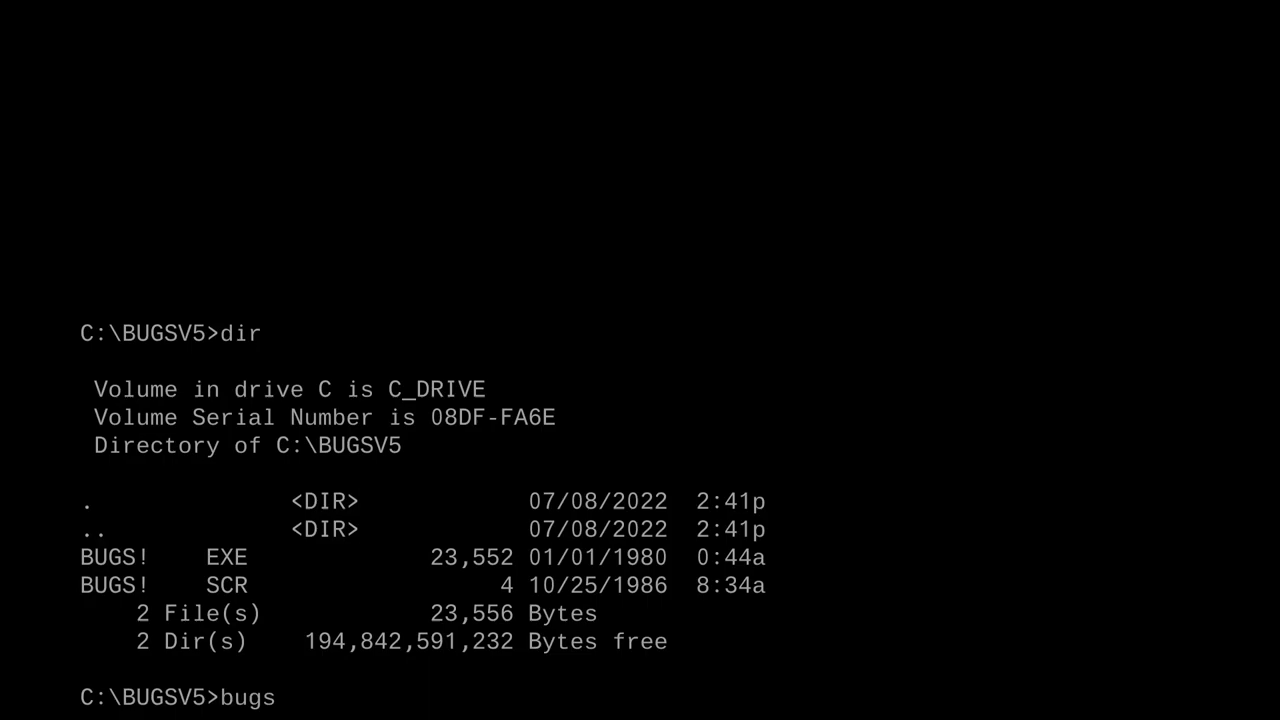 C:\BUGSV5>dir
Volume in drive C is C_DRIVE
Volume Serial Number is 08DF-FA6E
Directory of C:\BUGSV5
. <DIR> 07/08/2022 2:41p
.. <DIR> 07/08/2022 2:41p
BUGS! EXE 23,552 01/01/1980 0:44a
BUGS! SCR 4 10/25/1986 8:34a
2 File(s) 23,556 Bytes
2 Dir(s) 194,842,591,232 Bytes free
C:\BUGSV5>bugs